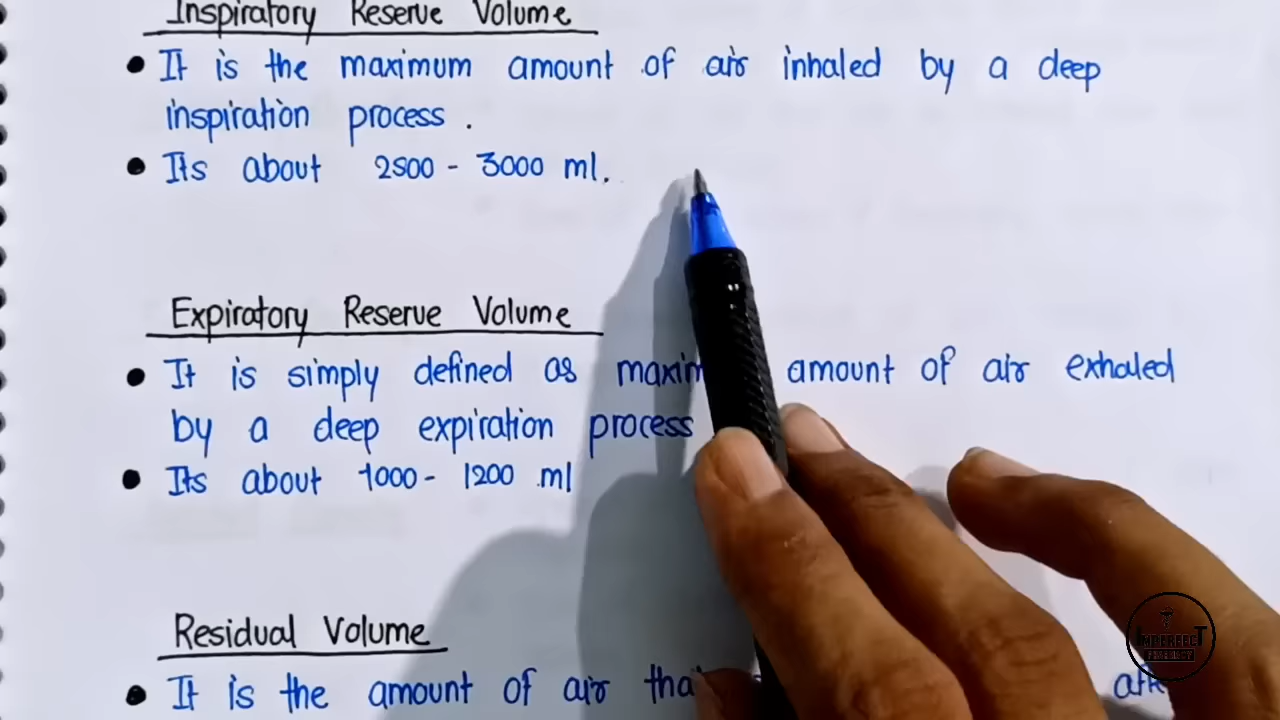 Inspiratory Reserve Volume
• It is the maximum amount of air inhaled by a deep
inspiration process.
• Its about 2500 - 3000 ml.
Expiratory Reserve Volume
• It is simply defined as amount of air exhaled
by a deep expiration process
• Its about 1000 - 1200 ml
Residual Volume
• It is the amount of air
IMPERFECT
PHARMACY